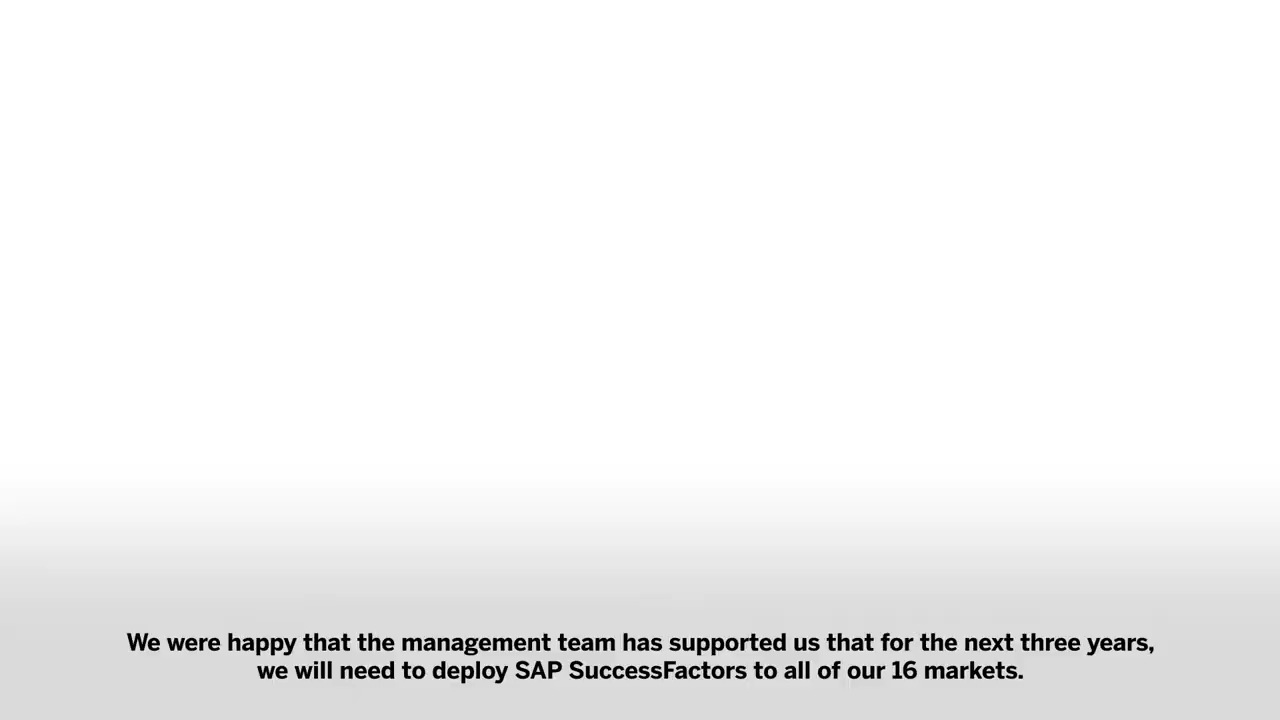 We were happy that the management team has supported us that for the next three years,
we will need to deploy SAP SuccessFactors to all of our 16 markets.